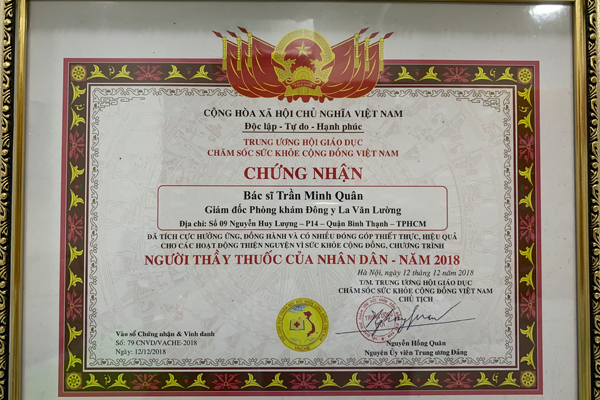 CỘNG HÒA XÃ HỘI CHỦ NGHĨA VIỆT NAM
Độc lập - Tự do - Hạnh phúc
TRUNG ƯƠNG HỘI GIÁO DỤC
CHĂM SÓC SỨC KHỎE CỘNG ĐỒNG VIỆT NAM
CHỨNG NHẬN
Bác sĩ Trần Minh Quân
Giám đốc Phòng khám Đông y La Văn Lường
Địa chỉ: Số 09 Nguyễn Huy Lượng – P14 – Quận Bình Thạnh – TPHCM
ĐÃ TÍCH CỰC HƯỞNG ỨNG, ĐỒNG HÀNH VÀ CÓ NHIỀU ĐÓNG GÓP THIẾT THỰC, HIỆU QUẢ
CHO CÁC HOẠT ĐỘNG THIỆN NGUYỆN VÌ SỨC KHỎE CỘNG ĐỒNG, CHƯƠNG TRÌNH
NGƯỜI THẦY THUỐC CỦA NHÂN DÂN - NĂM 2018
Hà Nội, ngày 12 tháng 12 năm 2018
T/M. TRUNG ƯƠNG HỘI GIÁO DỤC
CHĂM SÓC SỨC KHỎE CỘNG ĐỒNG VIỆT NAM
CHỦ TỊCH
Vào sổ Chứng nhận & Vinh danh
Số: 79 CNVD/VACHE-2018
Ngày: 12/12/2018
Nguyễn Hồng Quân
Nguyên Ủy viên Trung ương Đảng